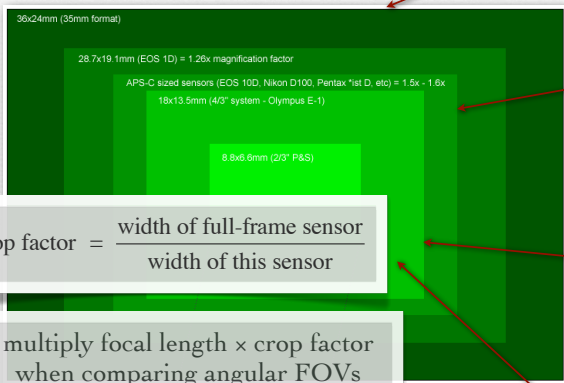 36x24mm (35mm format)
28.7x19.1mm (EOS 1D) = 1.26x magnification factor
APS-C sized sensors (EOS 10D, Nikon D100, Pentax *ist D, etc) = 1.5x - 1.6x
18x13.5mm (4/3" system - Olympus E-1)
8.8x6.6mm (2/3" P&S)
op factor = width of full-frame sensor
width of this sensor
multiply focal length × crop factor
when comparing angular FOVs